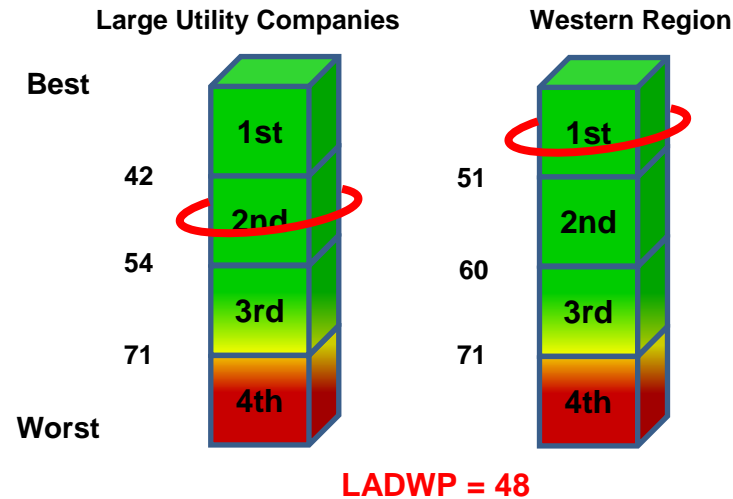 Large Utility Companies
Western Region
Best
1st
1st
42
51
2nd
2nd
54
60
3rd
3rd
71
71
4th
4th
Worst
LADWP = 48